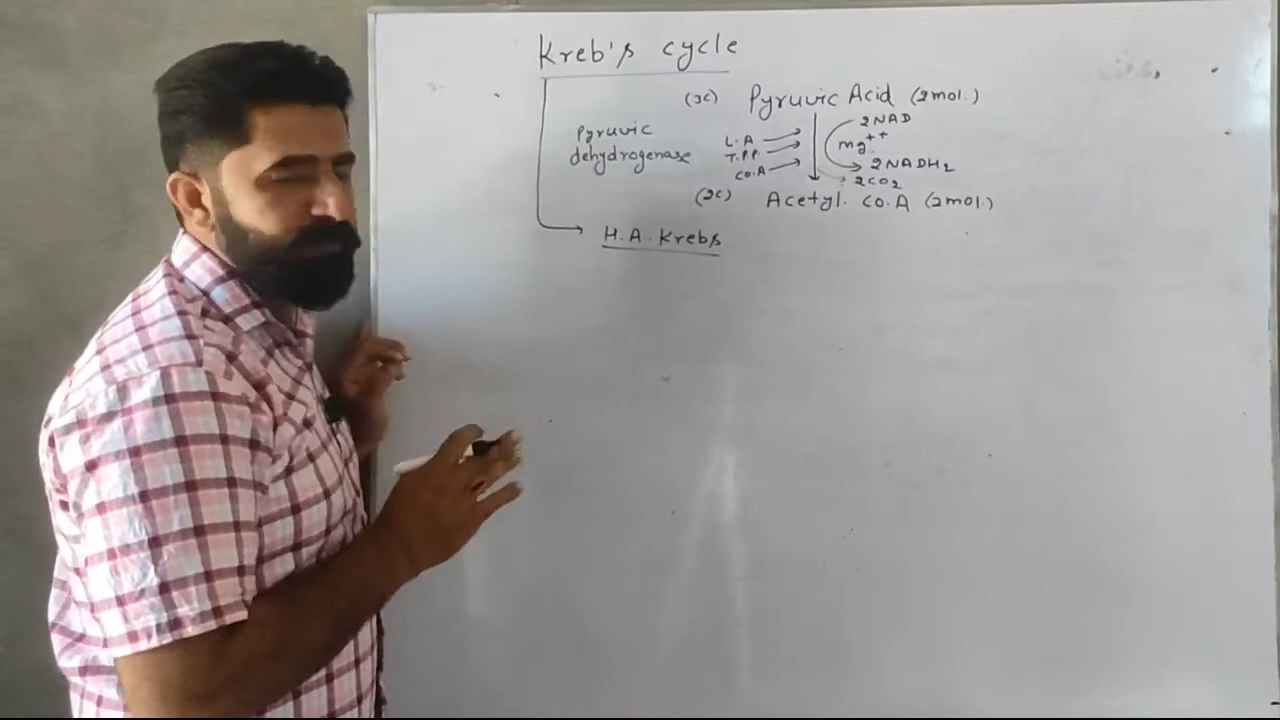 Kreb's cycle
(3C) Pyruvic Acid (2mol.)
2NAD
Pyruvic
dehydrogenase
L.A
T.P.P.
CO.A
mg++
2NADH2
2CO2
(2C) Acetyl. CO.A (2mol.)
H.A. Krebs